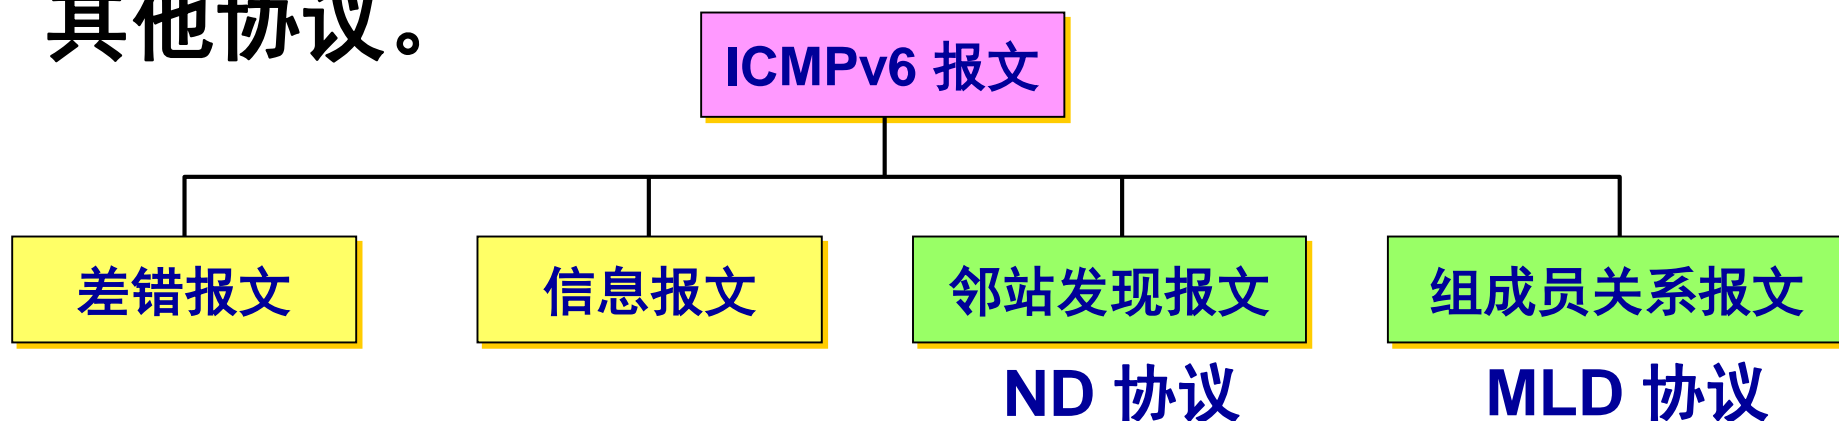 其他协议。
ICMPv6 报文
差错报文
信息报文
邻站发现报文
组成员关系报文
ND 协议
MLD 协议